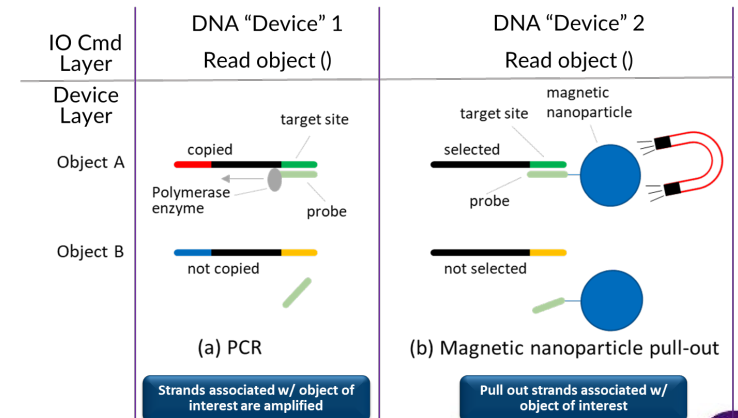 DNA “Device” 1
DNA “Device” 2
IO Cmd
Layer
Read object ()
Read object ()
Device
Layer
magnetic
nanoparticle
target site
target site
copied
selected
Object A
Polymerase
enzyme
probe
probe
Object B
not copied
not selected
(a) PCR
(b) Magnetic nanoparticle pull-out
Strands associated w/ object of
interest are amplified
Pull out strands associated w/
object of interest